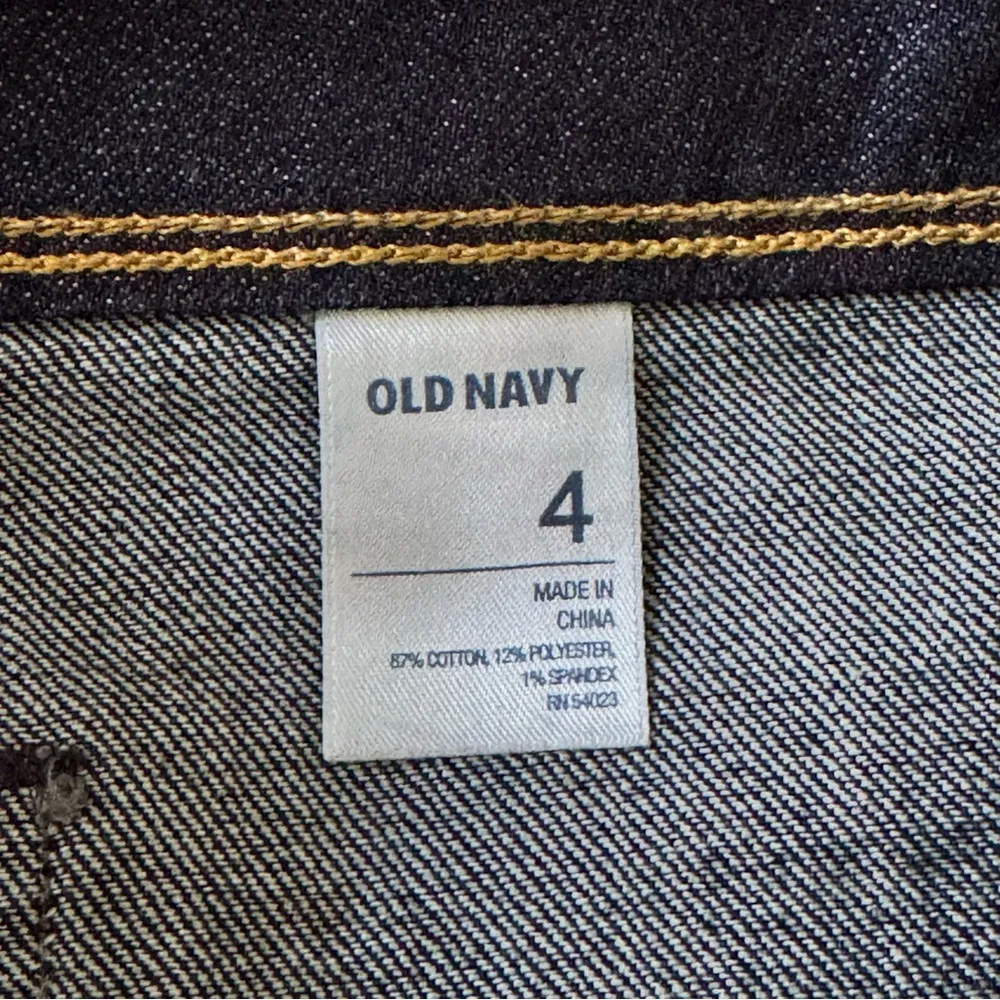 OLD NAVY
4
MADE IN
CHINA
87% COTTON, 12% POLYESTER,
1% SPANDEX
RN 54023